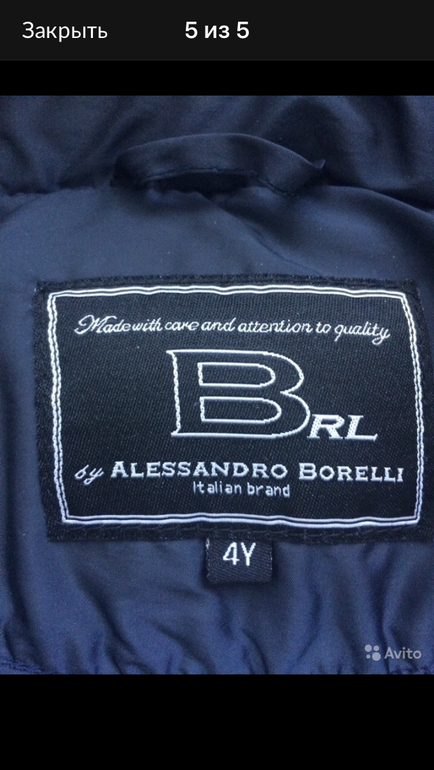 Закрыть 5 из 5
Made with care and attention to quality
BRL
by ALESSANDRO BORELLI
Italian brand
4Y
Avito